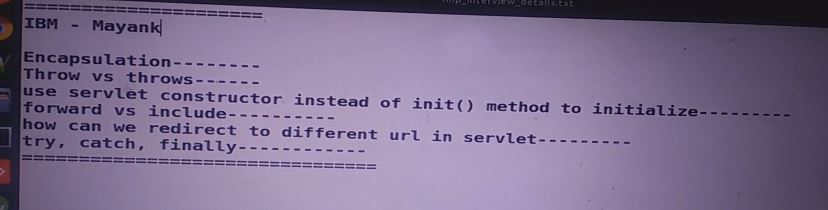 =====================
IBM - Mayank

Encapsulation--------
Throw vs throws------
use servlet constructor instead of init() method to initialize---------
forward vs include----------
how can we redirect to different url in servlet---------
try, catch, finally------------
================================